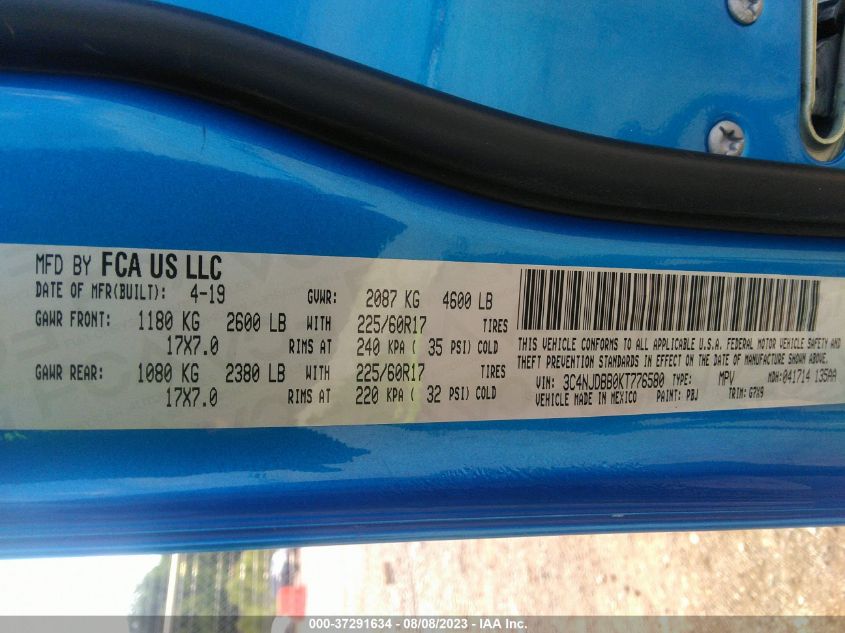 MFD BY FCA US LLC
DATE OF MFR(BUILT): 4-19 GVWR: 2087 KG 4600 LB
GAWR FRONT: 1180 KG 2600 LB WITH 225/60R17 TIRES
17X7.0 RIMS AT 240 KPA ( 35 PSI) COLD
GAWR REAR: 1080 KG 2380 LB WITH 225/60R17 TIRES
17X7.0 RIMS AT 220 KPA ( 32 PSI) COLD
THIS VEHICLE CONFORMS TO ALL APPLICABLE U.S.A. FEDERAL MOTOR VEHICLE SAFETY AND
THEFT PREVENTION STANDARDS IN EFFECT ON THE DATE OF MANUFACTURE SHOWN ABOVE.
VIN: 3C4NJDBB0KT776580 TYPE: MPV MDH:041714 135AA
VEHICLE MADE IN MEXICO PAINT: PBJ TRIM: G7X9
000-37291634 - 08/08/2023 - IAA Inc.